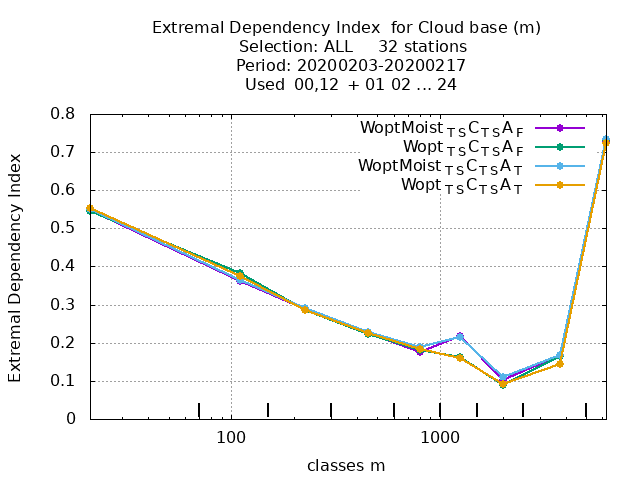 Extremal Dependency Index  for Cloud base (m)
Selection: ALL     32 stations
Period: 20200203-20200217
Used  00,12  + 01 02 ... 24
WoptMoist TS C TS A F
Wopt TS C TS A F
WoptMoist TS C TS A T
Wopt TS C TS A T
Extremal Dependency Index
0.8
0.7
0.6
0.5
0.4
0.3
0.2
0.1
0
100
1000
classes m